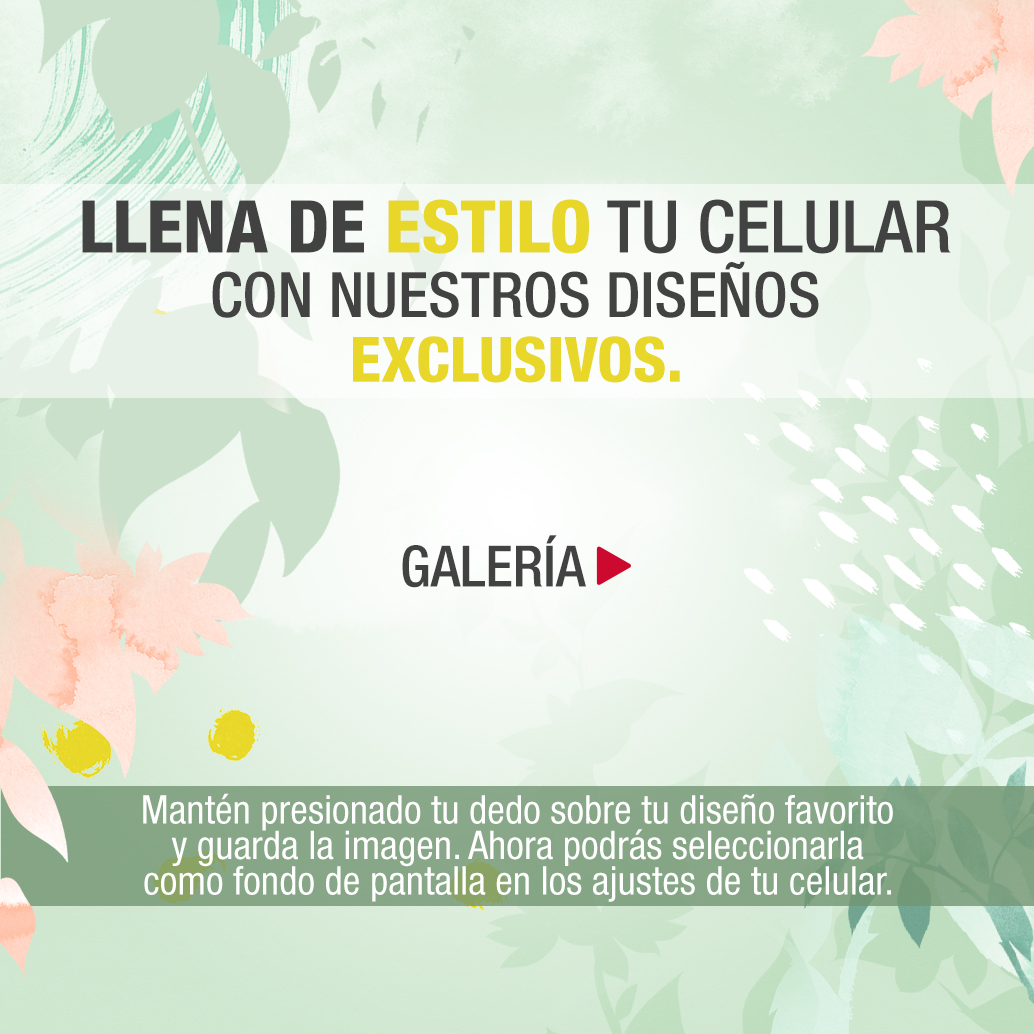 LLENA DE ESTILO TU CELULAR
CON NUESTROS DISEÑOS
EXCLUSIVOS.
GALERÍA
Mantén presionado tu dedo sobre tu diseño favorito
y guarda la imagen. Ahora podrás seleccionarla
como fondo de pantalla en los ajustes de tu celular.